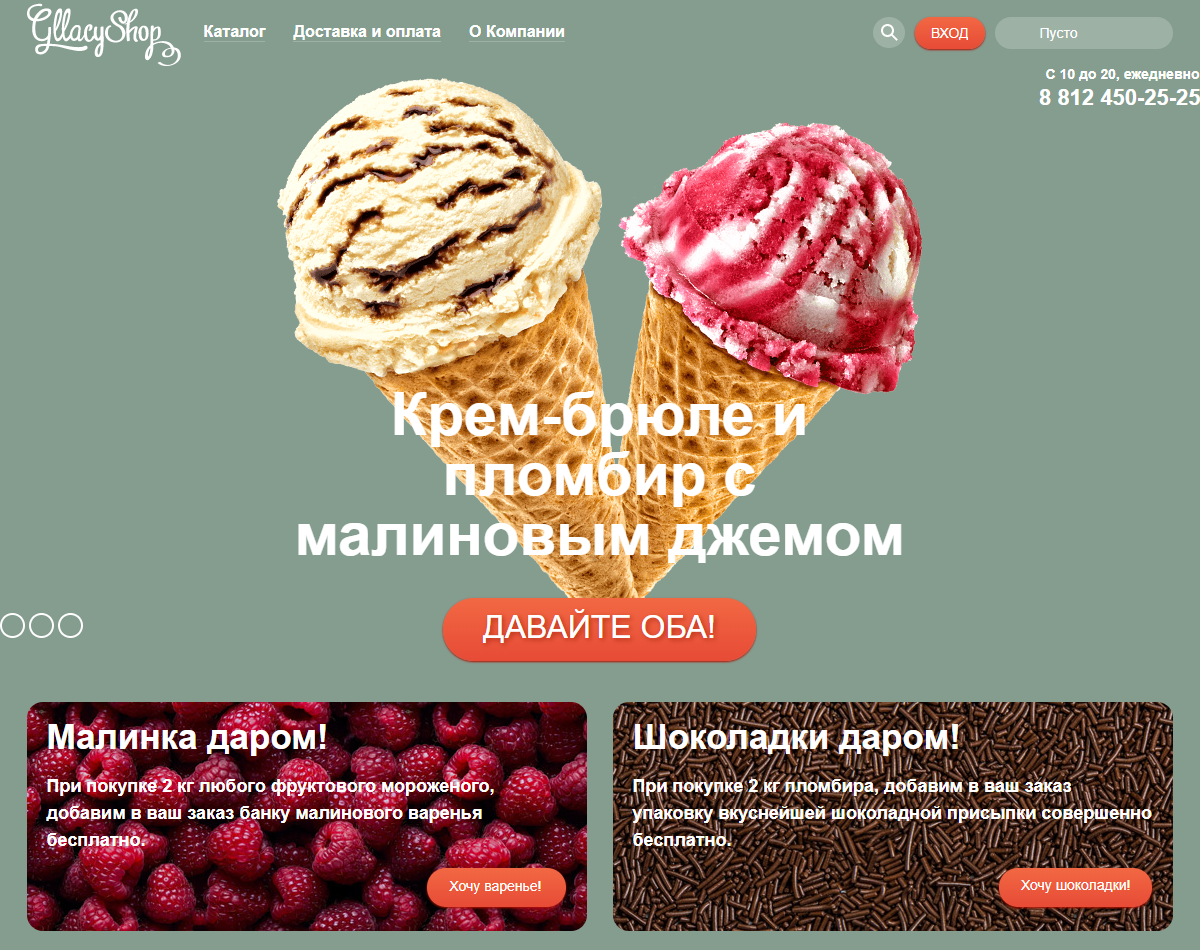 GllacyShop
Каталог Доставка и оплата О Компании ВХОД Пусто
С 10 до 20, ежедневно
8 812 450-25-25
Крем-брюле и
пломбир с
малиновым джемом
ДАВАЙТЕ ОБА!
Малинка даром!
При покупке 2 кг любого фруктового мороженого,
добавим в ваш заказ банку малинового варенья
бесплатно.
Хочу варенье!
Шоколадки даром!
При покупке 2 кг пломбира, добавим в ваш заказ
упаковку вкуснейшей шоколадной присыпки совершенно
бесплатно.
Хочу шоколадки!